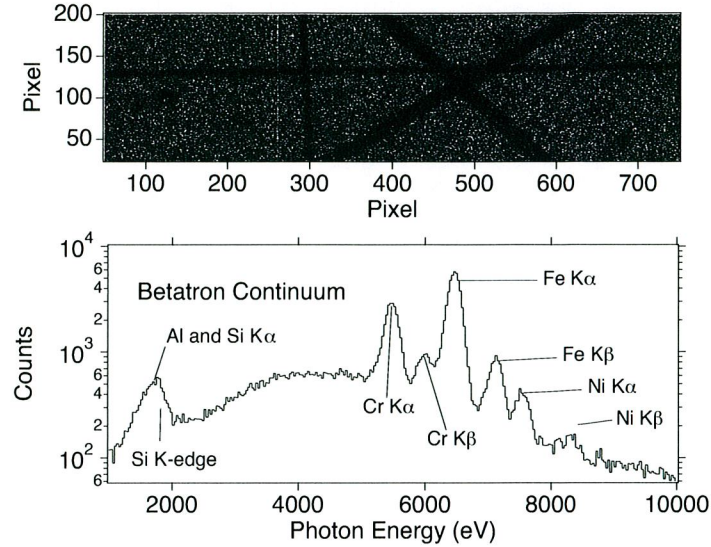 200
150
100
50
Pixel
100 200 300 400 500 600 700
Pixel
10⁴
6
4
2
10³
6
4
2
10²
6
Counts
Betatron Continuum
Al and Si Kα
Si K-edge
Cr Kα
Cr Kβ
Fe Kα
Fe Kβ
Ni Kα
Ni Kβ
2000 4000 6000 8000 10000
Photon Energy (eV)